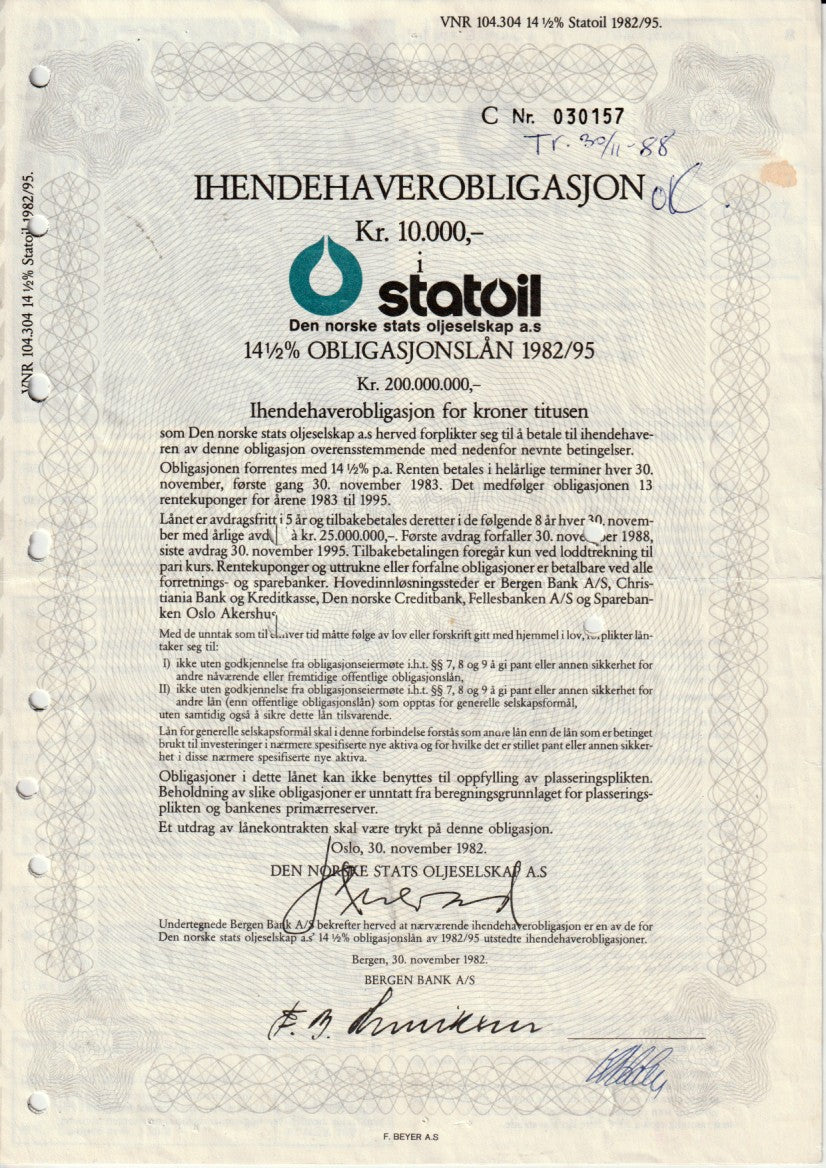 VNR 104.304 14 ½% Statoil 1982/95.
C Nr. 030157
Tr. 30/11-88
IHENDEHAVEROBLIGASJON
OK.
Kr. 10.000,–
i
statoil
Den norske stats oljeselskap a.s
14½% OBLIGASJONSLÅN 1982/95
Kr. 200.000.000,–
Ihendehaverobligasjon for kroner titusen
som Den norske stats oljeselskap a.s herved forplikter seg til å betale til ihendehave-
ren av denne obligasjon overensstemmende med nedenfor nevnte betingelser.
Obligasjonen forrentes med 14 ½% p.a. Renten betales i helårlige terminer hver 30.
november, første gang 30. november 1983. Det medfølger obligasjonen 13
rentekuponger for årene 1983 til 1995.
Lånet er avdragsfritt i 5 år og tilbakebetales deretter i de følgende 8 år hver 30. novem-
ber med årlige avd à kr. 25.000.000,–. Første avdrag forfaller 30. november 1988,
siste avdrag 30. november 1995. Tilbakebetalingen foregår kun ved loddtrekning til
pari kurs. Rentekuponger og uttrukne eller forfalne obligasjoner er betalbare ved alle
forretnings- og sparebanker. Hovedinnløsningssteder er Bergen Bank A/S, Chris-
tiania Bank og Kreditkasse, Den norske Creditbank, Fellesbanken A/S og Spareban-
ken Oslo Akershus
Med de unntak som til enhver tid måtte følge av lov eller forskrift gitt med hjemmel i lov, forplikter lån-
taker seg til:
I) ikke uten godkjennelse fra obligasjonseiermøte i.h.t. §§ 7, 8 og 9 å gi pant eller annen sikkerhet for
andre nåværende eller fremtidige offentlige obligasjonslån,
II) ikke uten godkjennelse fra obligasjonseiermøte i.h.t. §§ 7, 8 og 9 å gi pant eller annen sikkerhet for
andre lån (enn offentlige obligasjonslån) som opptas for generelle selskapsformål,
uten samtidig også å sikre dette lån tilsvarende.
Lån for generelle selskapsformål skal i denne forbindelse forstås som andre lån enn de lån som er betinget
brukt til investeringer i nærmere spesifiserte nye aktiva og for hvilke det er stillet pant eller annen sikker-
het i disse nærmere spesifiserte nye aktiva.
Obligasjoner i dette lånet kan ikke benyttes til oppfylling av plasseringsplikten.
Beholdning av slike obligasjoner er unntatt fra beregningsgrunnlaget for plasserings-
plikten og bankenes primærreserver.
Et utdrag av lånekontrakten skal være trykt på denne obligasjon.
Oslo, 30. november 1982.
DEN NORSKE STATS OLJESELSKAP A.S
Undertegnede Bergen Bank A/S bekrefter herved at nærværende ihendehaverobligasjon er en av de for
Den norske stats oljeselskap a.s' 14 ½% obligasjonslån av 1982/95 utstedte ihendehaverobligasjoner.
Bergen, 30. november 1982.
BERGEN BANK A/S
F. BEYER A.S
VNR 104.304 14 ½% Statoil 1982/95.